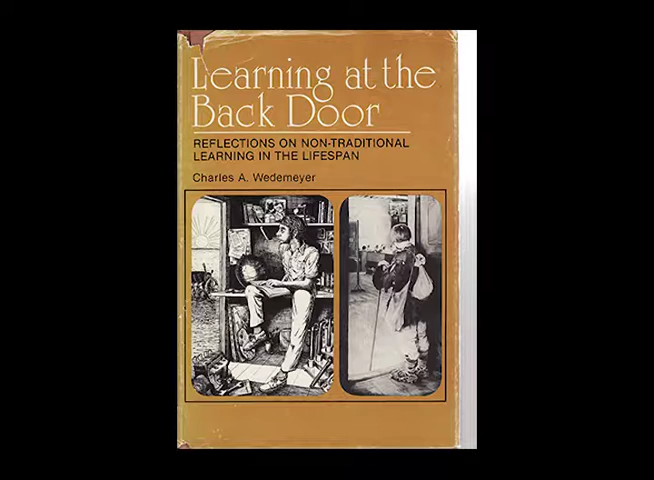 Learning at the
Back Door
REFLECTIONS ON NON-TRADITIONAL
LEARNING IN THE LIFESPAN
Charles A. Wedemeyer